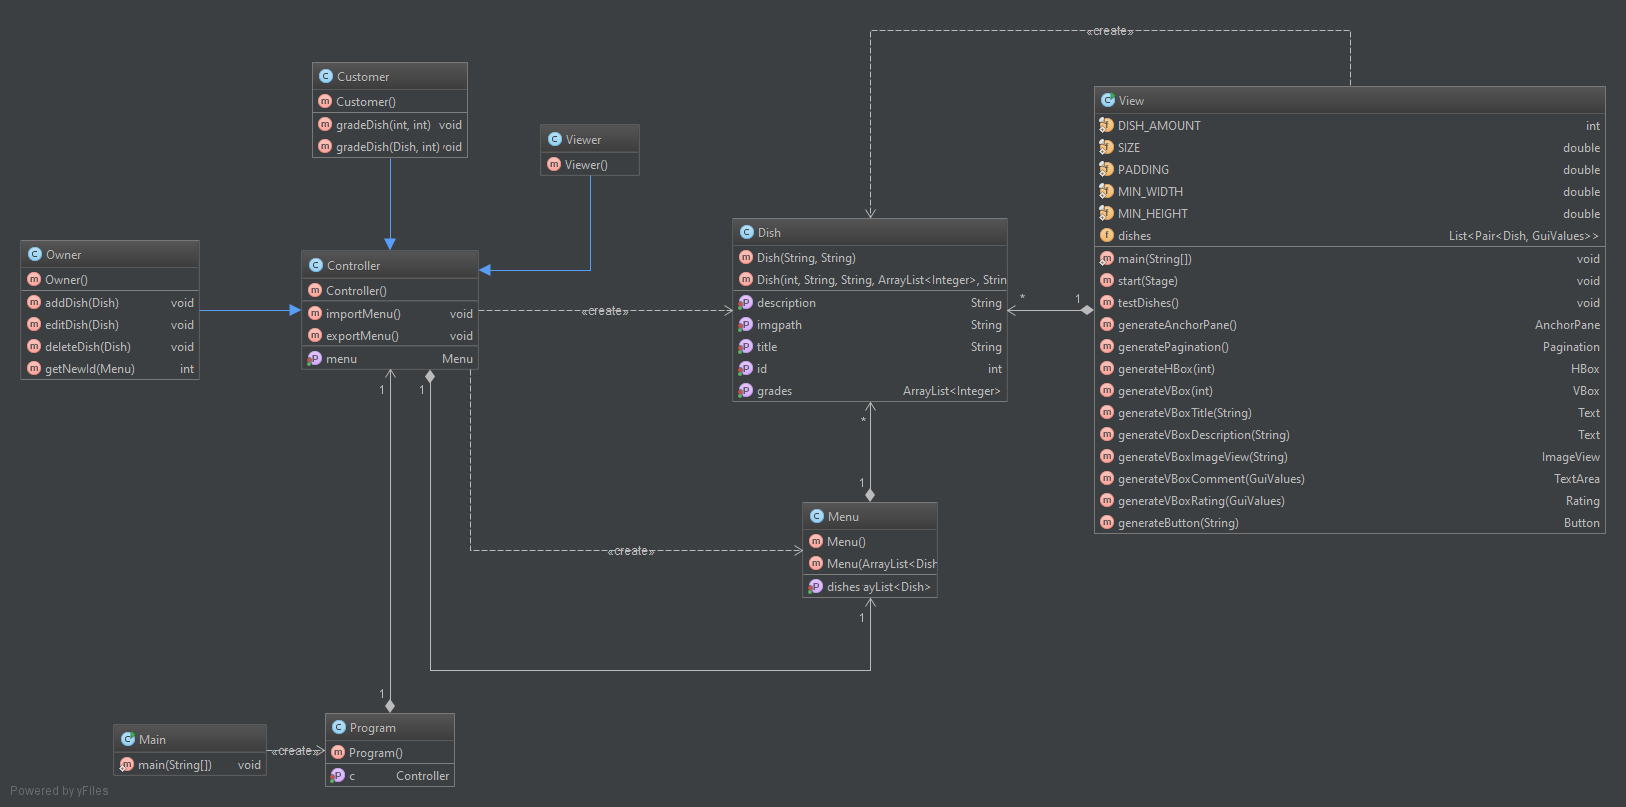 «create»
Customer
Customer()
gradeDish(int, int) void
gradeDish(Dish, int) void
Viewer
Viewer()
Owner
Owner()
addDish(Dish) void
editDish(Dish) void
deleteDish(Dish) void
getNewId(Menu) int
Controller
Controller()
importMenu() void
exportMenu() void
menu Menu
«create»
«create»
1
1
1
Dish
Dish(String, String)
Dish(int, String, String, ArrayList<Integer>, Strin
description String
imgpath String
title String
id int
grades ArrayList<Integer>
*
1
*
1
View
DISH_AMOUNT int
SIZE double
PADDING double
MIN_WIDTH double
MIN_HEIGHT double
dishes List<Pair<Dish, GuiValues>>
main(String[]) void
start(Stage) void
testDishes() void
generateAnchorPane() AnchorPane
generatePagination() Pagination
generateHBox(int) HBox
generateVBox(int) VBox
generateVBoxTitle(String) Text
generateVBoxDescription(String) Text
generateVBoxImageView(String) ImageView
generateVBoxComment(GuiValues) TextArea
generateVBoxRating(GuiValues) Rating
generateButton(String) Button
Menu
Menu()
Menu(ArrayList<Dish
dishes ayList<Dish>
1
Main
main(String[]) void
«create»
Program
Program()
c Controller
Powered by yFiles